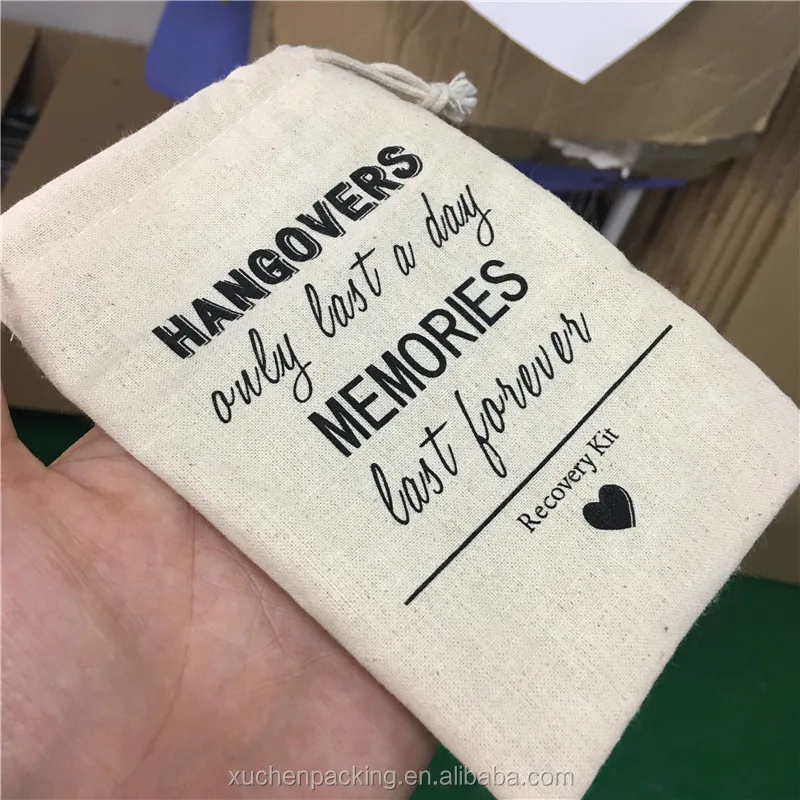 HANGOVERS
only last a day
MEMORIES
last forever
Recovery Kit
xuchenpacking.en.alibaba.com